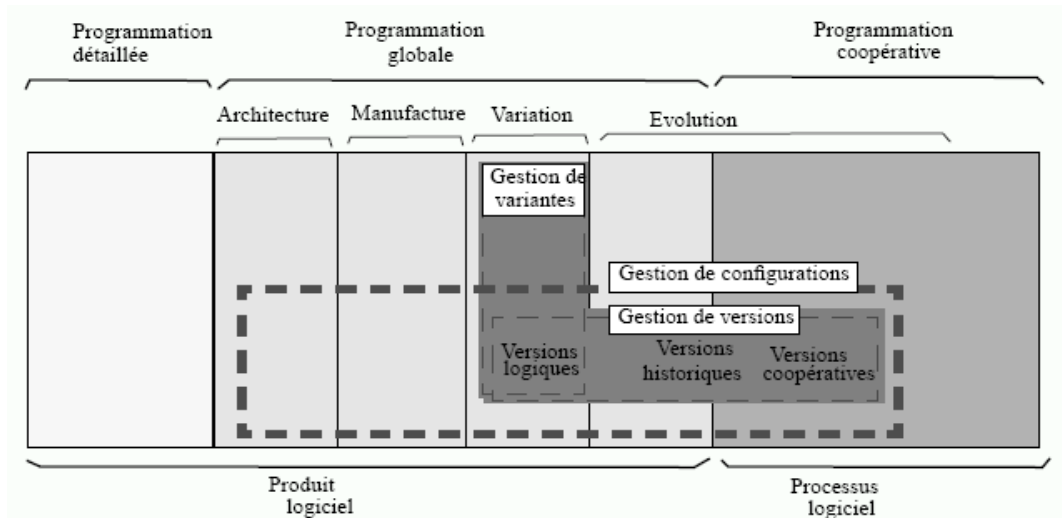 Programmation
détaillée
Programmation
globale
Programmation
coopérative
Architecture
Manufacture
Variation
Evolution
Gestion de
variantes
Gestion de configurations
Gestion de versions
Versions
logiques
Versions
historiques
Versions
coopératives
Produit
logiciel
Processus
logiciel